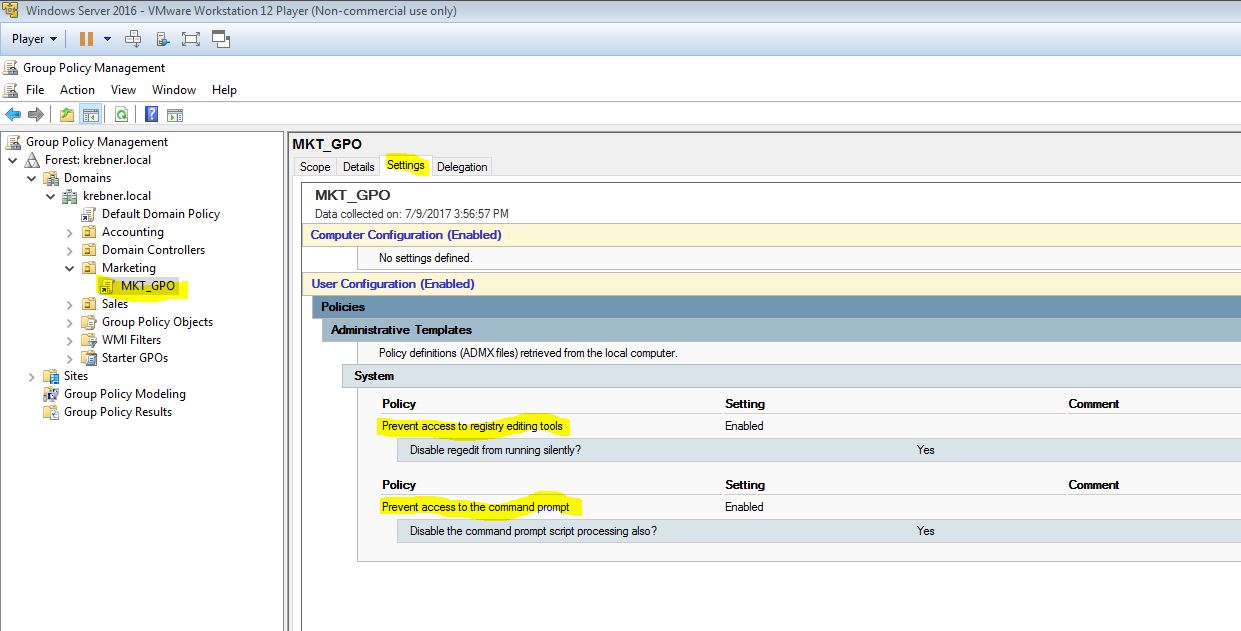 Windows Server 2016 - VMware Workstation 12 Player (Non-commercial use only)
Player
Group Policy Management
File Action View Window Help
Group Policy Management
Forest: krebner.local
Domains
krebner.local
Default Domain Policy
Accounting
Domain Controllers
Marketing
MKT_GPO
Sales
Group Policy Objects
WMI Filters
Starter GPOs
Sites
Group Policy Modeling
Group Policy Results
MKT_GPO
Scope Details Settings Delegation
MKT_GPO
Data collected on: 7/9/2017 3:56:57 PM
Computer Configuration (Enabled)
No settings defined.
User Configuration (Enabled)
Policies
Administrative Templates
Policy definitions (ADMX files) retrieved from the local computer.
System
Policy Setting Comment
Prevent access to registry editing tools Enabled
Disable regedit from running silently? Yes
Policy Setting Comment
Prevent access to the command prompt Enabled
Disable the command prompt script processing also? Yes